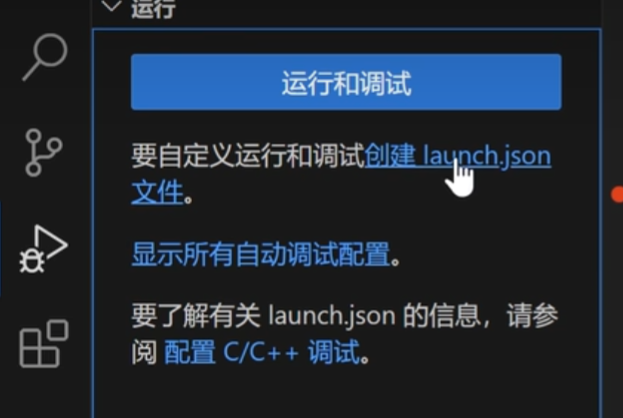 运行
运行和调试
要自定义运行和调试创建 launch.json
文件。
显示所有自动调试配置。
要了解有关 launch.json 的信息，请参
阅 配置 C/C++ 调试。